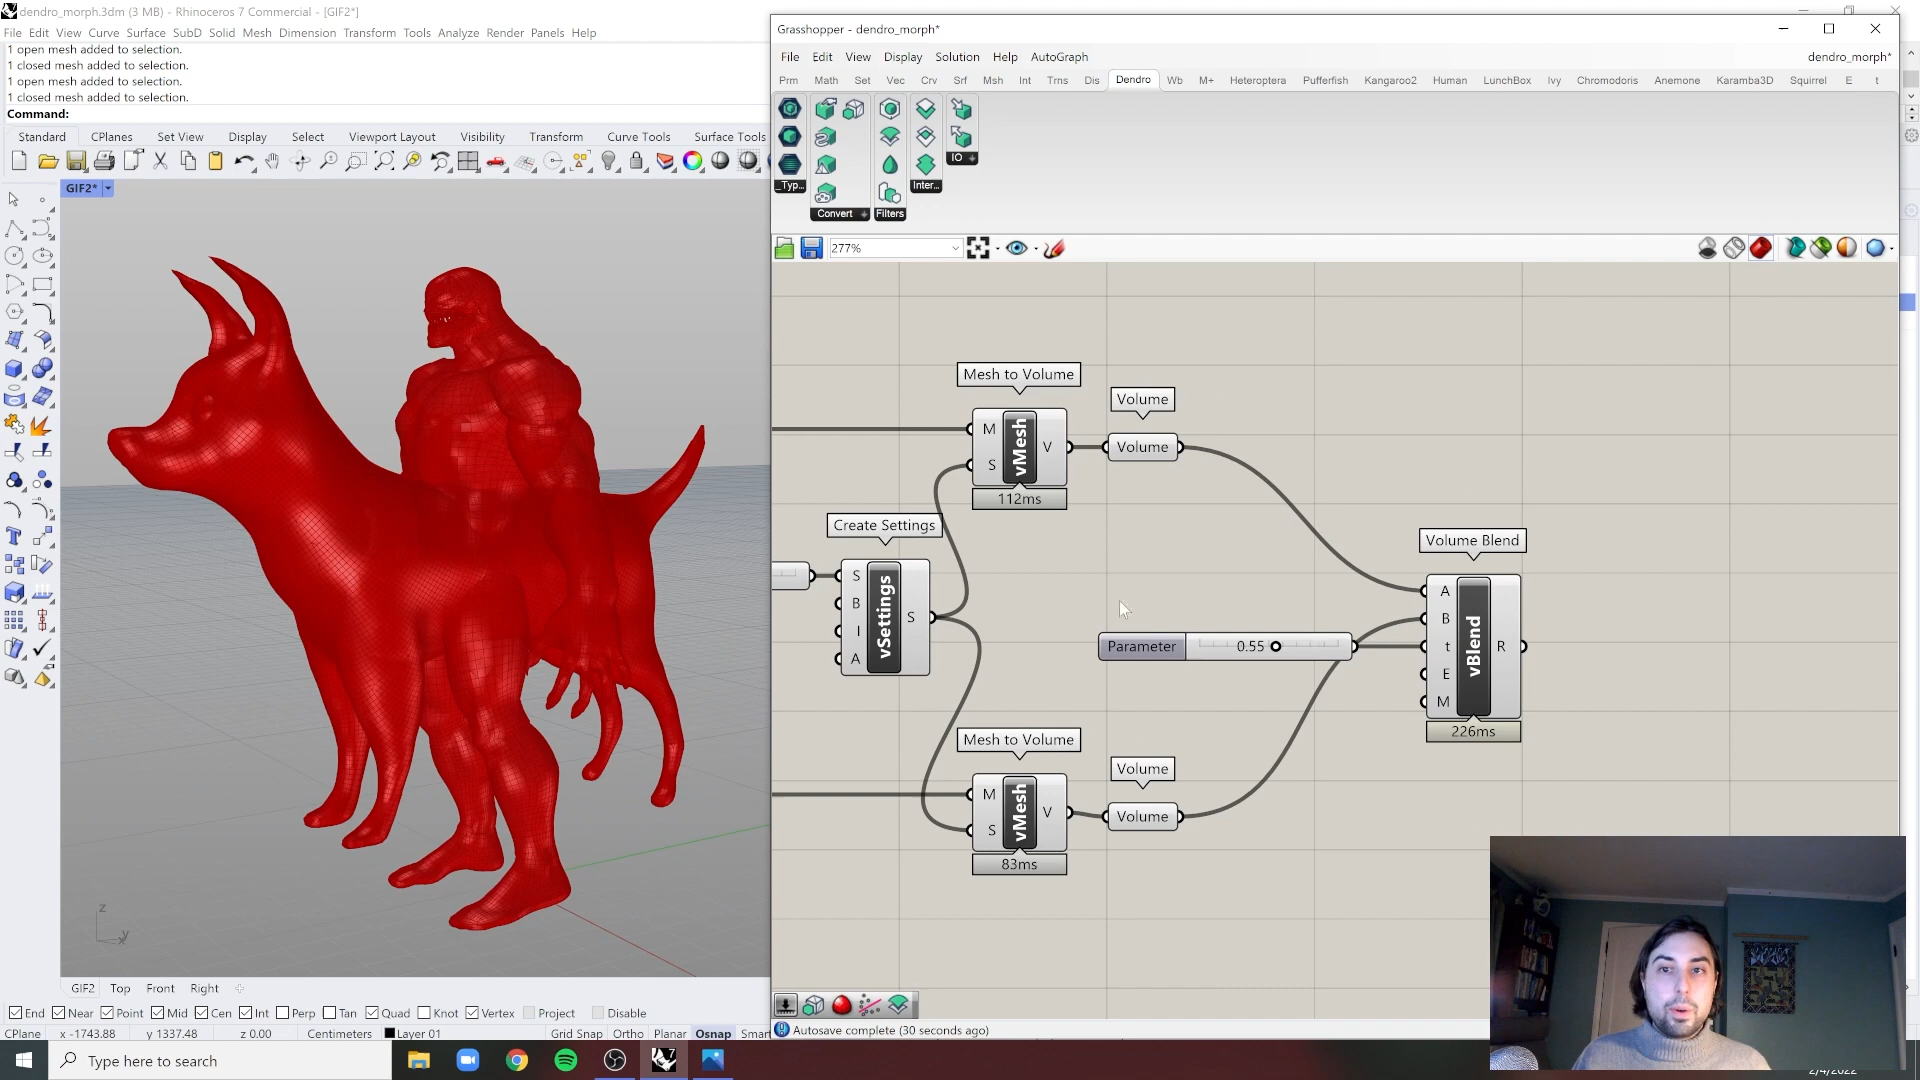 dendro_morph.3dm (3 MB) - Rhinoceros 7 Commercial - [GIF2*]
File Edit View Curve Surface SubD Solid Mesh Dimension Transform Tools Analyze Render Panels Help
1 open mesh added to selection.
1 closed mesh added to selection.
1 open mesh added to selection.
1 closed mesh added to selection.
Command:
Standard CPlanes Set View Display Select Viewport Layout Visibility Transform Curve Tools Surface Tools
GIF2*
z
y
x
GIF2 Top Front Right
End Near Point Mid Cen Int Perp Tan Quad Knot Vertex Project Disable
CPlane x -1743.88 y 1337.48 z 0.00 Centimeters Layer 01 Grid Snap Ortho Planar Osnap Smart
Grasshopper - dendro_morph*
File Edit View Display Solution Help AutoGraph dendro_morph*
Prm Math Set Vec Crv Srf Msh Int Trns Dis Dendro Wb M+ Heteroptera Pufferfish Kangaroo2 Human LunchBox Ivy Chromodoris Anemone Karamba3D Squirrel E t
_Typ... Convert Filters Inter... IO
277%
Mesh to Volume
M
S
vMesh
V
112ms
Volume
Volume
Create Settings
S
B
I
A
vSettings
S
Parameter 0.55
Volume Blend
A
B
t
E
M
vBlend
R
226ms
Mesh to Volume
M
S
vMesh
V
83ms
Volume
Volume
Autosave complete (30 seconds ago)
Type here to search
2/4/2022